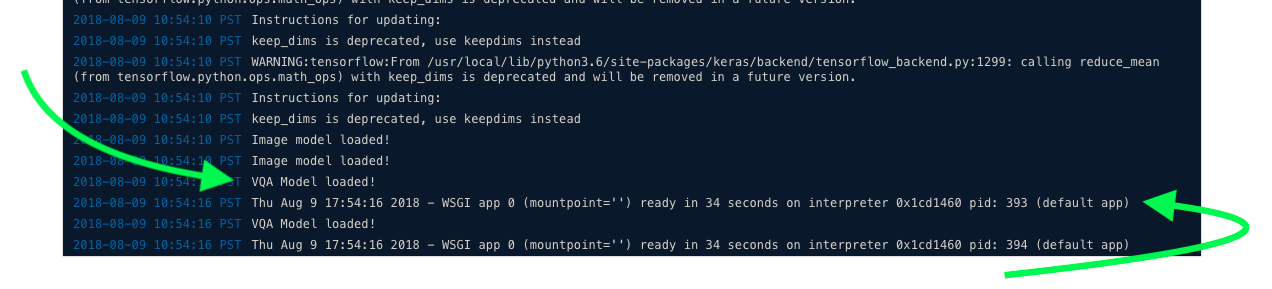 (from tensorflow.python.ops.math_ops) with keep_dims is deprecated and will be removed in a future version.
2018-08-09 10:54:10 PST Instructions for updating:
2018-08-09 10:54:10 PST keep_dims is deprecated, use keepdims instead
2018-08-09 10:54:10 PST WARNING:tensorflow:From /usr/local/lib/python3.6/site-packages/keras/backend/tensorflow_backend.py:1299: calling reduce_mean
(from tensorflow.python.ops.math_ops) with keep_dims is deprecated and will be removed in a future version.
2018-08-09 10:54:10 PST Instructions for updating:
2018-08-09 10:54:10 PST keep_dims is deprecated, use keepdims instead
2018-08-09 10:54:10 PST Image model loaded!
2018-08-09 10:54:10 PST Image model loaded!
2018-08-09 PST VQA Model loaded!
2018-08-09 10:54:16 PST Thu Aug 9 17:54:16 2018 - WSGI app 0 (mountpoint='') ready in 34 seconds on interpreter 0x1cd1460 pid: 393 (default app)
2018-08-09 10:54:16 PST VQA Model loaded!
2018-08-09 10:54:16 PST Thu Aug 9 17:54:16 2018 - WSGI app 0 (mountpoint='') ready in 34 seconds on interpreter 0x1cd1460 pid: 394 (default app)